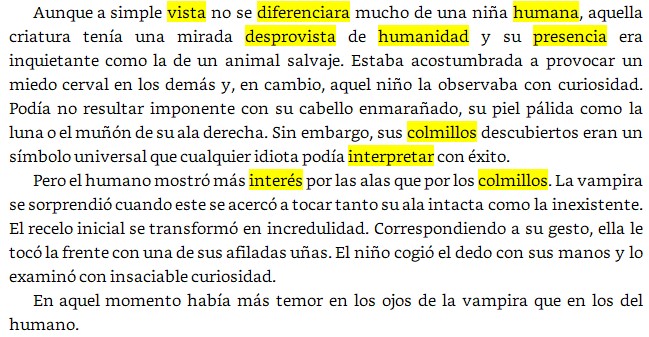 Aunque a simple vista no se diferenciara mucho de una niña humana, aquella
criatura tenía una mirada desprovista de humanidad y su presencia era
inquietante como la de un animal salvaje. Estaba acostumbrada a provocar un
miedo cerval en los demás y, en cambio, aquel niño la observaba con curiosidad.
Podía no resultar imponente con su cabello enmarañado, su piel pálida como la
luna o el muñón de su ala derecha. Sin embargo, sus colmillos descubiertos eran un
símbolo universal que cualquier idiota podía interpretar con éxito.
Pero el humano mostró más interés por las alas que por los colmillos. La vampira
se sorprendió cuando este se acercó a tocar tanto su ala intacta como la inexistente.
El recelo inicial se transformó en incredulidad. Correspondiendo a su gesto, ella le
tocó la frente con una de sus afiladas uñas. El niño cogió el dedo con sus manos y lo
examinó con insaciable curiosidad.
En aquel momento había más temor en los ojos de la vampira que en los del
humano.